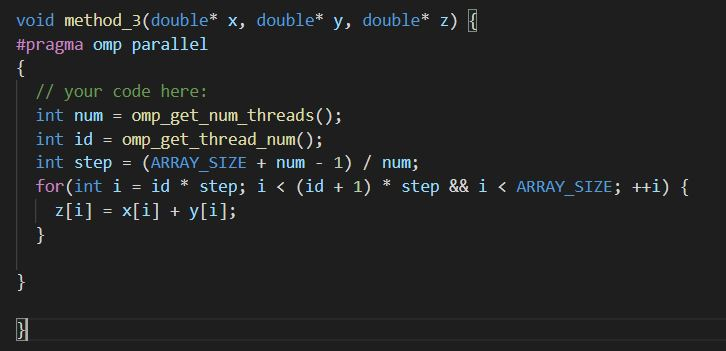 void method_3(double* x, double* y, double* z) {
#pragma omp parallel
{
  // your code here:
  int num = omp_get_num_threads();
  int id = omp_get_thread_num();
  int step = (ARRAY_SIZE + num - 1) / num;
  for(int i = id * step; i < (id + 1) * step && i < ARRAY_SIZE; ++i) {
    z[i] = x[i] + y[i];
  }
}
}